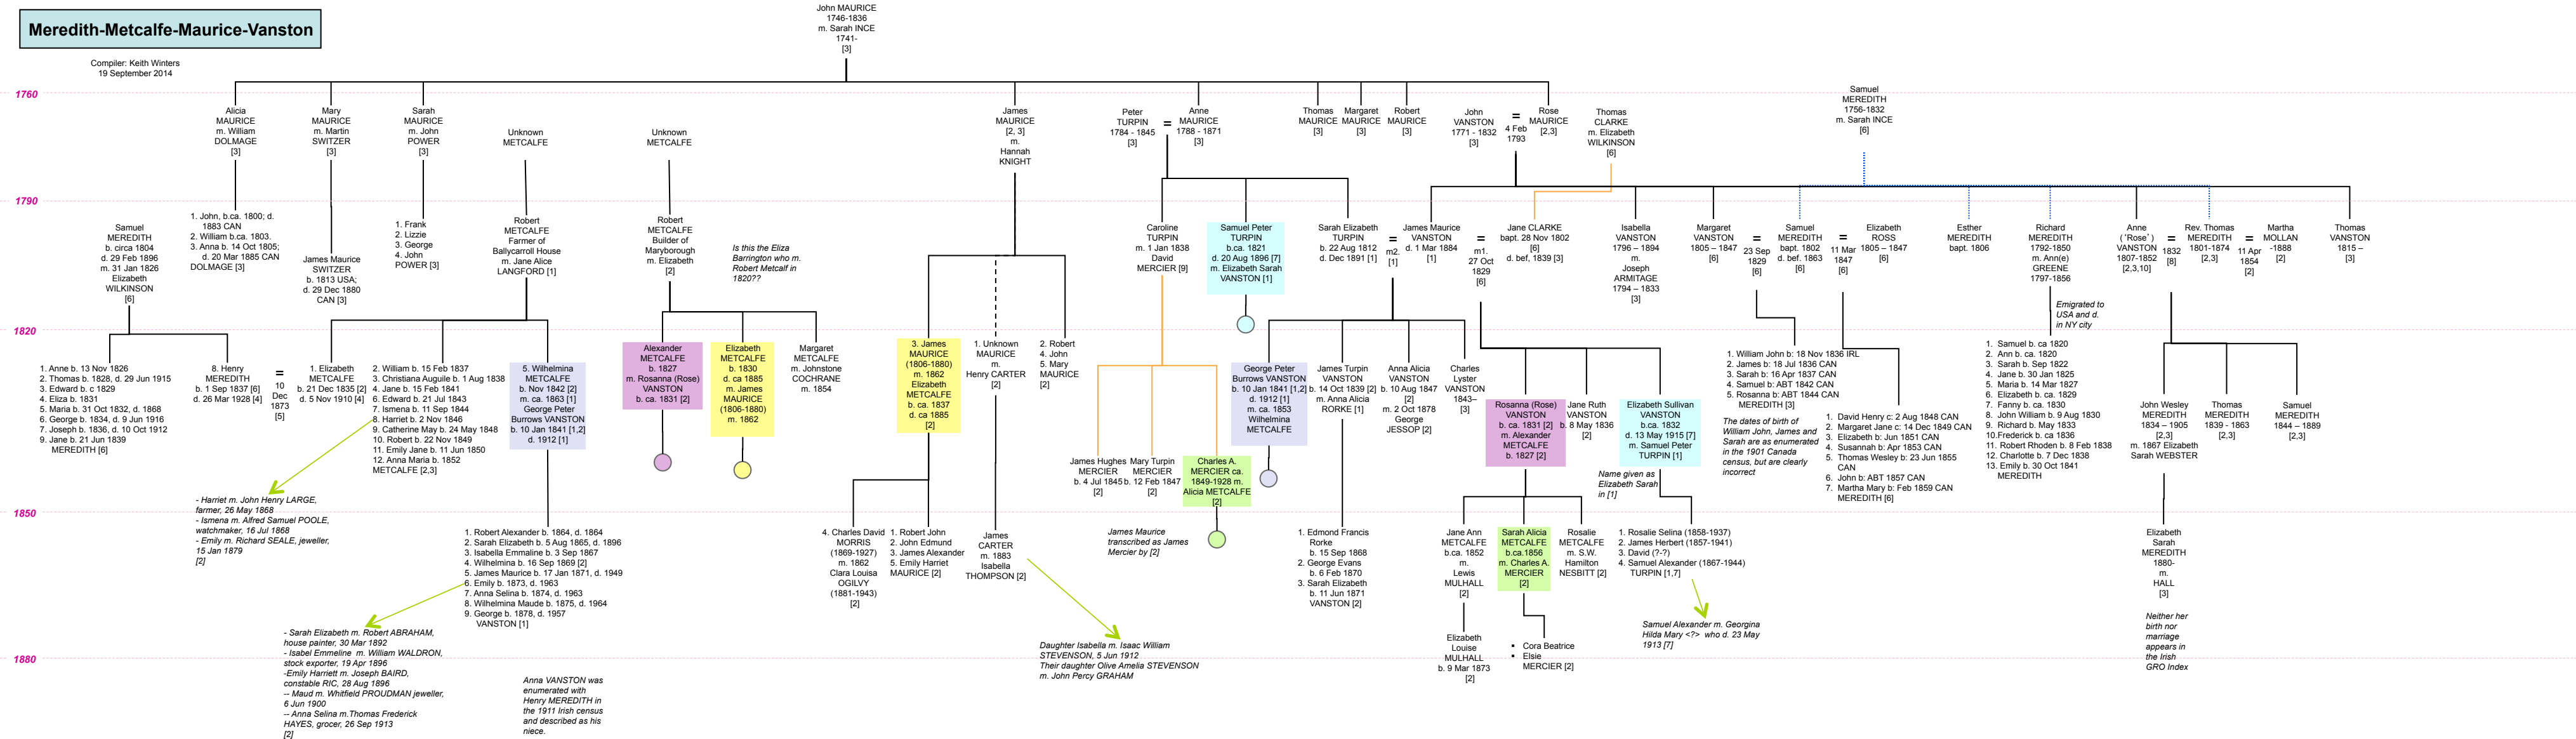 Meredith-Metcalfe-Maurice-Vanston
Compiler: Keith Winters
19 September 2014
John MAURICE
1746-1836
m. Sarah INCE
1741-
[3]
1760
Alicia
MAURICE
m. William
DOLMAGE
[3]
Mary
MAURICE
m. Martin
SWITZER
[3]
Sarah
MAURICE
m. John
POWER
[3]
Unknown
METCALFE
Unknown
METCALFE
James
MAURICE
[2, 3]
m.
Hannah
KNIGHT
Peter
TURPIN
1784 - 1845
[3]
=
Anne
MAURICE
1788 - 1871
[3]
Thomas
MAURICE
[3]
Margaret
MAURICE
[3]
Robert
MAURICE
[3]
John
VANSTON
1771 - 1832
[3]
=
4 Feb
1793
Rose
MAURICE
[2,3]
Thomas
CLARKE
m. Elizabeth
WILKINSON
[6]
Samuel
MEREDITH
1756-1832
m. Sarah INCE
[6]
1790
Samuel
MEREDITH
b. circa 1804
d. 29 Feb 1896
m. 31 Jan 1826
Elizabeth
WILKINSON
[6]
1. John, b.ca. 1800; d.
1883 CAN
2. William b.ca. 1803.
3. Anna b. 14 Oct 1805;
d. 20 Mar 1885 CAN
DOLMAGE [3]
James Maurice
SWITZER
b. 1813 USA;
d. 29 Dec 1880
CAN [3]
1. Frank
2. Lizzie
3. George
4. John
POWER [3]
Robert
METCALFE
Farmer of
Ballycarroll House
m. Jane Alice
LANGFORD [1]
Robert
METCALFE
Builder of
Maryborough
m. Elizabeth
[2]
Is this the Eliza
Barrington who m.
Robert Metcalf in
1820??
Caroline
TURPIN
m. 1 Jan 1838
David
MERCIER [9]
Samuel Peter
TURPIN
b.ca. 1821
d. 20 Aug 1896 [7]
m. Elizabeth Sarah
VANSTON [1]
Sarah Elizabeth
TURPIN
b. 22 Aug 1812
d. Dec 1891 [1]
=
m2.
[1]
James Maurice
VANSTON
d. 1 Mar 1884
[1]
=
m1.
27 Oct
1829
[6]
Jane CLARKE
bapt. 28 Nov 1802
[6]
d. bef, 1839 [3]
Isabella
VANSTON
1796 – 1894
m.
Joseph
ARMITAGE
1794 – 1833
[3]
Margaret
VANSTON
1805 – 1847
[6]
=
23 Sep
1829
[6]
Samuel
MEREDITH
bapt. 1802
d. bef. 1863
[6]
=
11 Mar
1847
[6]
Elizabeth
ROSS
1805 – 1847
[6]
Esther
MEREDITH
bapt. 1806
Richard
MEREDITH
1792-1850
m. Ann(e)
GREENE
1797-1856
Emigrated to
USA and d.
in NY city
Anne
( 'Rose')
VANSTON
1807-1852
[2,3,10]
=
1832
[8]
Rev. Thomas
MEREDITH
1801-1874
[2,3]
=
11 Apr
1854
[2]
Martha
MOLLAN
-1888
[2]
Thomas
VANSTON
1815 –
[3]
1820
1. Anne b. 13 Nov 1826
2. Thomas b. 1828, d. 29 Jun 1915
3. Edward b. c 1829
4. Eliza b. 1831
5. Maria b. 31 Oct 1832, d. 1868
6. George b. 1834, d. 9 Jun 1916
7. Joseph b. 1836, d. 10 Oct 1912
9. Jane b. 21 Jun 1839
MEREDITH [6]
8. Henry
MEREDITH
b. 1 Sep 1837 [6]
d. 26 Mar 1928 [4]
=
10
Dec
1873
[5]
1. Elizabeth
METCALFE
b. 21 Dec 1835 [2]
d. 5 Nov 1910 [4]
2. William b. 15 Feb 1837
3. Christiana Auguile b. 1 Aug 1838
4. Jane b. 15 Feb 1841
6. Edward b. 21 Jul 1843
7. Ismena b. 11 Sep 1844
8. Harriet b. 2 Nov 1846
9. Catherine May b. 24 May 1848
10. Robert b. 22 Nov 1849
11. Emily Jane b. 11 Jun 1850
12. Anna Maria b. 1852
METCALFE [2,3]
5. Wilhelmina
METCALFE
b. Nov 1842 [2]
m. ca. 1863 [1]
George Peter
Burrows VANSTON
b. 10 Jan 1841 [1,2]
d. 1912 [1]
Alexander
METCALFE
b. 1827
m. Rosanna (Rose)
VANSTON
b. ca. 1831 [2]
Elizabeth
METCALFE
b. 1830
d. ca 1885
m. James
MAURICE
(1806-1880)
m. 1862
Margaret
METCALFE
m. Johnstone
COCHRANE
m. 1854
3. James
MAURICE
(1806-1880)
m. 1862
Elizabeth
METCALFE
b. ca. 1837
d. ca 1885
[2]
1. Unknown
MAURICE
m.
Henry CARTER
[2]
2. Robert
4. John
5. Mary
MAURICE
[2]
James Hughes
MERCIER
b. 4 Jul 1845
[2]
Mary Turpin
MERCIER
b. 12 Feb 1847
[2]
Charles A.
MERCIER ca.
1849-1928 m.
Alicia METCALFE
[2]
George Peter
Burrows VANSTON
b. 10 Jan 1841 [1,2]
d. 1912 [1]
m. ca. 1853
Wilhelmina
METCALFE
James Turpin
VANSTON
b. 14 Oct 1839 [2]
m. Anna Alicia
RORKE [1]
Anna Alicia
VANSTON
b. 10 Aug 1847
[2]
m. 2 Oct 1878
George
JESSOP [2]
Charles
Lyster
VANSTON
1843–
[3]
Rosanna (Rose)
VANSTON
b. ca. 1831 [2]
m. Alexander
METCALFE
b. 1827 [2]
Jane Ruth
VANSTON
b. 8 May 1836
[2]
Elizabeth Sullivan
VANSTON
b.ca. 1832
d. 13 May 1915 [7]
m. Samuel Peter
TURPIN [1]
Name given as
Elizabeth Sarah
in [1]
1. William John b: 18 Nov 1836 IRL
2. James b: 18 Jul 1836 CAN
3. Sarah b: 16 Apr 1837 CAN
4. Samuel b: ABT 1842 CAN
5. Rosanna b: ABT 1844 CAN
MEREDITH [3]
The dates of birth of
William John, James and
Sarah are as enumerated
in the 1901 Canada
census, but are clearly
incorrect
1. David Henry c: 2 Aug 1848 CAN
2. Margaret Jane c: 14 Dec 1849 CAN
3. Elizabeth b: Jun 1851 CAN
4. Susannah b: Apr 1853 CAN
5. Thomas Wesley b: 23 Jun 1855
CAN
6. John b: ABT 1857 CAN
7. Martha Mary b: Feb 1859 CAN
MEREDITH [6]
1. Samuel b. ca 1820
2. Ann b. ca. 1820
3. Sarah b. Sep 1822
4. Jane b. 30 Jan 1825
5. Maria b. 14 Mar 1827
6. Elizabeth b. ca. 1829
7. Fanny b. ca. 1830
8. John William b. 9 Aug 1830
9. Richard b. May 1833
10.Frederick b. ca 1836
11. Robert Rhoden b. 8 Feb 1838
12. Charlotte b. 7 Dec 1838
13. Emily b. 30 Oct 1841
MEREDITH
John Wesley
MEREDITH
1834 – 1905
[2,3]
m. 1867 Elizabeth
Sarah WEBSTER
Thomas
MEREDITH
1839 - 1863
[2,3]
Samuel
MEREDITH
1844 – 1889
[2,3]
- Harriet m. John Henry LARGE,
farmer, 26 May 1868
- Ismena m. Alfred Samuel POOLE,
watchmaker, 16 Jul 1868
- Emily m. Richard SEALE, jeweller,
15 Jan 1879
[2]
1850
1. Robert Alexander b. 1864, d. 1864
2. Sarah Elizabeth b. 5 Aug 1865, d. 1896
3. Isabella Emmaline b. 3 Sep 1867
4. Wilhelmina b. 16 Sep 1869 [2]
5. James Maurice b. 17 Jan 1871, d. 1949
6. Emily b. 1873, d. 1963
7. Anna Selina b. 1874, d. 1963
8. Wilhelmina Maude b. 1875, d. 1964
9. George b. 1878, d. 1957
VANSTON [1]
4. Charles David
MORRIS
(1869-1927)
m. 1862
Clara Louisa
OGILVY
(1881-1943)
[2]
1. Robert John
2. John Edmund
3. James Alexander
5. Emily Harriet
MAURICE [2]
James
CARTER
m. 1883
Isabella
THOMPSON [2]
James Maurice
transcribed as James
Mercier by [2]
1. Edmond Francis
Rorke
b. 15 Sep 1868
2. George Evans
b. 6 Feb 1870
3. Sarah Elizabeth
b. 11 Jun 1871
VANSTON [2]
Jane Ann
METCALFE
b.ca. 1852
m.
Lewis
MULHALL
[2]
Sarah Alicia
METCALFE
b.ca.1856
m. Charles A.
MERCIER
[2]
Rosalie
METCALFE
m. S.W.
Hamilton
NESBITT [2]
1. Rosalie Selina (1858-1937)
2. James Herbert (1857-1941)
3. David (?-?)
4. Samuel Alexander (1867-1944)
TURPIN [1,7]
Elizabeth
Sarah
MEREDITH
1880-
m.
HALL
[3]
Neither her
birth nor
marriage
appears in
the Irish
GRO Index
- Sarah Elizabeth m. Robert ABRAHAM,
house painter, 30 Mar 1892
- Isabel Emmeline m. William WALDRON,
stock exporter, 19 Apr 1896
-Emily Harriett m. Joseph BAIRD,
constable RIC, 28 Aug 1896
-- Maud m. Whitfield PROUDMAN jeweller,
6 Jun 1900
-- Anna Selina m.Thomas Frederick
HAYES, grocer, 26 Sep 1913
[2]
Samuel Alexander m. Georgina
Hilda Mary <?> who d. 23 May
1913 [7]
Daughter Isabella m. Isac William
STEVENSON, 5 Jun 1912
Their daughter Olive Amelia STEVENSON
m. John Percy GRAHAM
Elizabeth
Louise
MULHALL
b. 9 Mar 1873
[2]
• Cora Beatrice
• Elsie
MERCIER [2]
1880
Anna VANSTON was
enumerated with
Henry MEREDITH in
the 1911 Irish census
and described as his
niece.